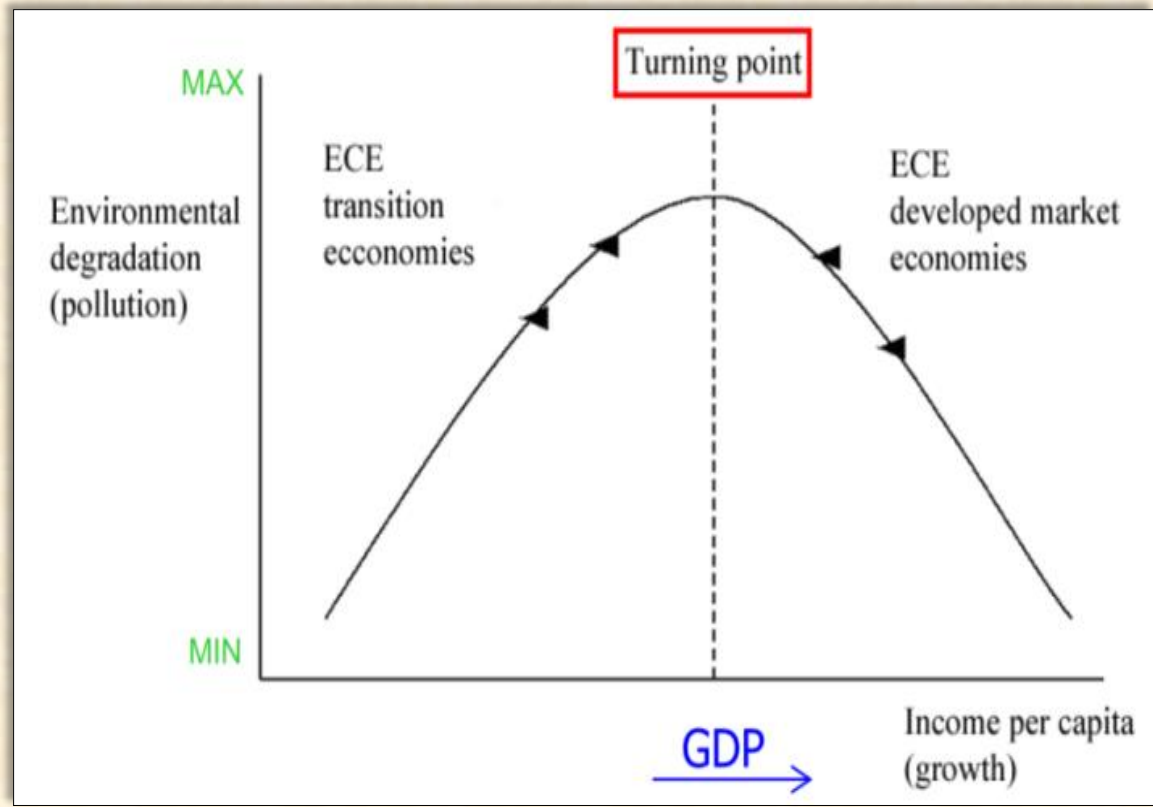 Turning point
MAX
ECE
transition
ecconomies
ECE
developed market
economies
Environmental
degradation
(pollution)
MIN
Income per capita
(growth)
GDP